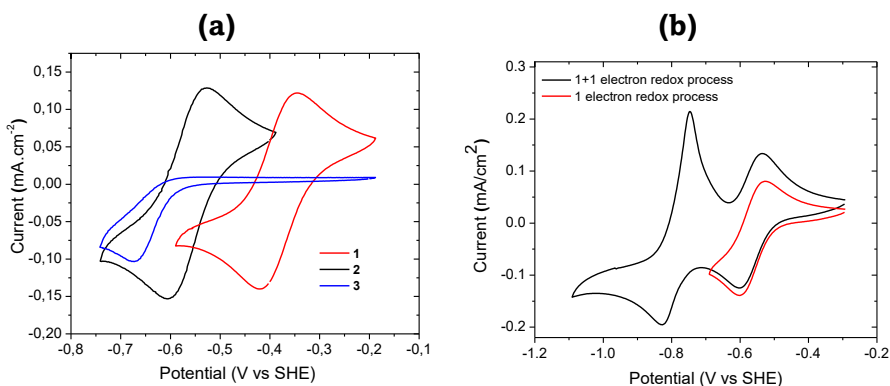 (a)
0,15
0,10
0,05
0,00
-0,05
-0,10
-0,15
-0,20
Current (mA.cm⁻²)
1
2
3
-0,8 -0,7 -0,6 -0,5 -0,4 -0,3 -0,2 -0,1
Potential (V vs SHE)
(b)
0.3
0.2
0.1
0.0
-0.1
-0.2
Current (mA/cm²)
1+1 electron redox process
1 electron redox process
-1.2 -1.0 -0.8 -0.6 -0.4 -0.2
Potential (V vs SHE)